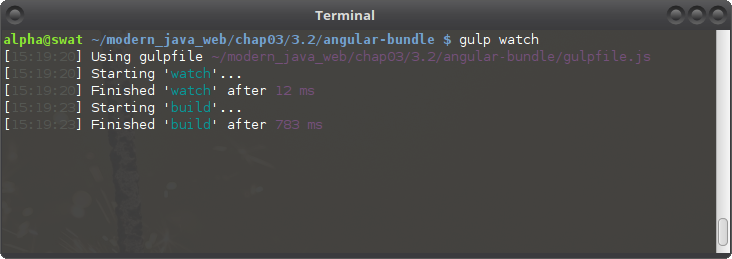 Terminal
alpha@swat ~/modern_java_web/chap03/3.2/angular-bundle $ gulp watch
[15:19:20] Using gulpfile ~/modern_java_web/chap03/3.2/angular-bundle/gulpfile.js
[15:19:20] Starting 'watch'...
[15:19:20] Finished 'watch' after 12 ms
[15:19:23] Starting 'build'...
[15:19:23] Finished 'build' after 783 ms